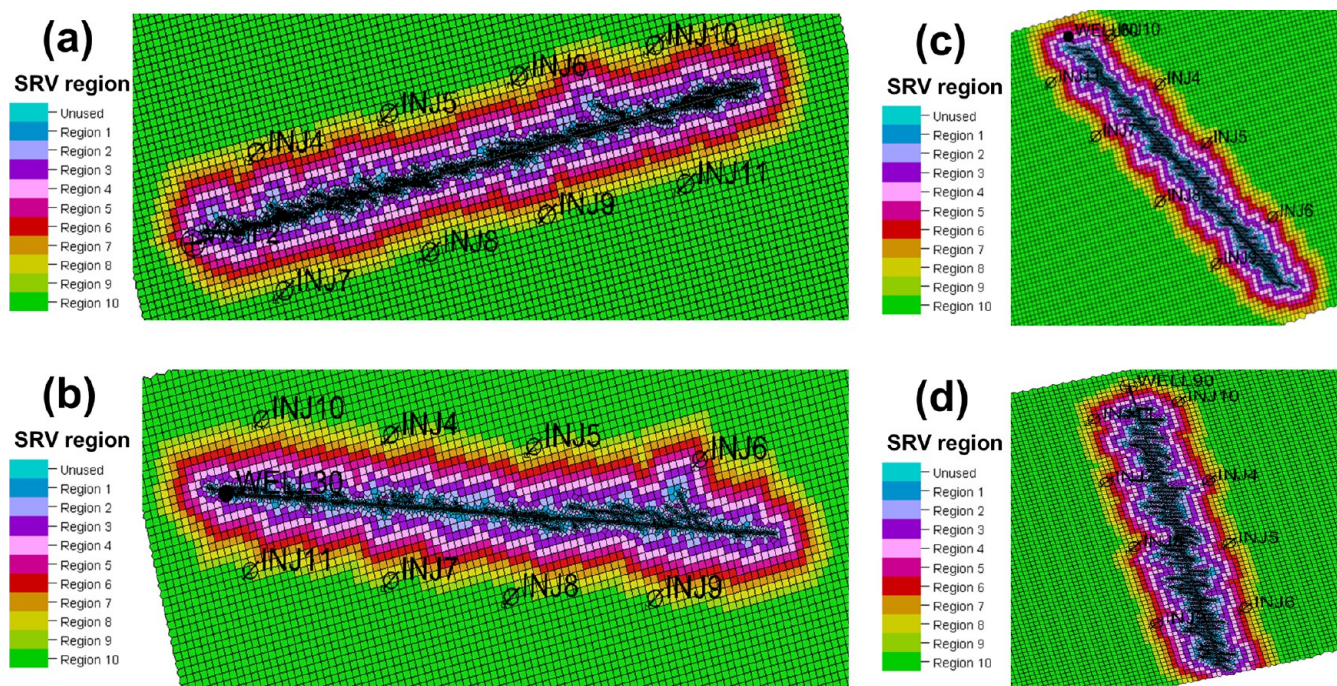 (a)
SRV region
Unused
Region 1
Region 2
Region 3
Region 4
Region 5
Region 6
Region 7
Region 8
Region 9
Region 10
INJ10
INJ6
INJ5
INJ4
INJ11
INJ9
INJ8
INJ7
(b)
SRV region
Unused
Region 1
Region 2
Region 3
Region 4
Region 5
Region 6
Region 7
Region 8
Region 9
Region 10
INJ10
INJ4
INJ5
INJ6
WELL30
INJ11
INJ7
INJ8
INJ9
(c)
SRV region
Unused
Region 1
Region 2
Region 3
Region 4
Region 5
Region 6
Region 7
Region 8
Region 9
Region 10
INJ4
INJ5
INJ6
(d)
SRV region
Unused
Region 1
Region 2
Region 3
Region 4
Region 5
Region 6
Region 7
Region 8
Region 9
Region 10
WELL90
INJ10
INJ4
INJ5
INJ6